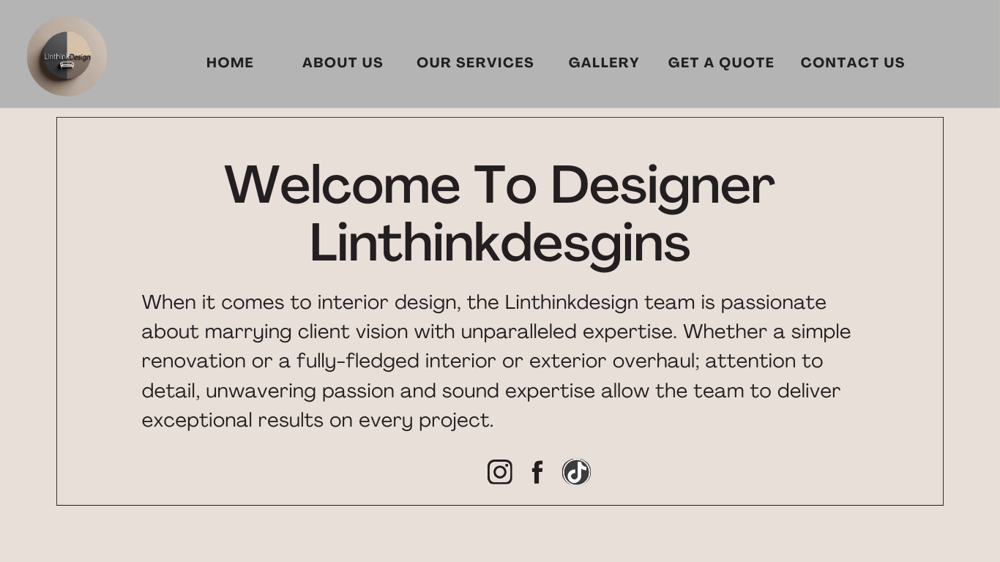 LinthinkDesign
HOME ABOUT US OUR SERVICES GALLERY GET A QUOTE CONTACT US
Welcome To Designer
Linthinkdesgins
When it comes to interior design, the Linthinkdesign team is passionate
about marrying client vision with unparalleled expertise. Whether a simple
renovation or a fully-fledged interior or exterior overhaul; attention to
detail, unwavering passion and sound expertise allow the team to deliver
exceptional results on every project.